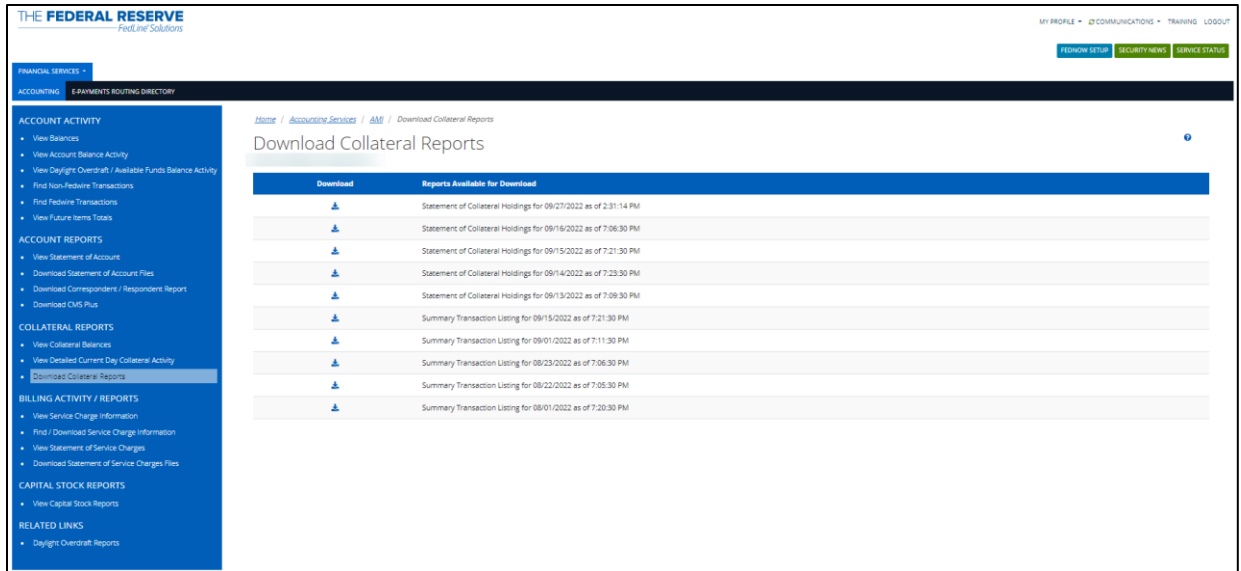 THE FEDERAL RESERVE
FedLine Solutions
MY PROFILE COMMUNICATIONS TRAINING LOGOUT
FEDNOW SETUP SECURITY NEWS SERVICE STATUS
FINANCIAL SERVICES
ACCOUNTING E-PAYMENTS ROUTING DIRECTORY
ACCOUNT ACTIVITY
• View Balances
• View Account Balance Activity
• View Daylight Overdraft / Available Funds Balance Activity
• Find Non-Fedwire Transactions
• Find Fedwire Transactions
• View Future Items Totals
ACCOUNT REPORTS
• View Statement of Account
• Download Statement of Account Files
• Download Correspondent / Respondent Report
• Download CMS Plus
COLLATERAL REPORTS
• View Collateral Balances
• View Detailed Current Day Collateral Activity
• Download Collateral Reports
BILLING ACTIVITY / REPORTS
• View Service Charge Information
• Find / Download Service Charge Information
• View Statement of Service Charges
• Download Statement of Service Charges Files
CAPITAL STOCK REPORTS
• View Capital Stock Reports
RELATED LINKS
• Daylight Overdraft Reports
Home / Accounting Services / AMI / Download Collateral Reports
Download Collateral Reports
?
Download Reports Available for Download
Statement of Collateral Holdings for 09/27/2022 as of 2:31:14 PM
Statement of Collateral Holdings for 09/16/2022 as of 7:06:30 PM
Statement of Collateral Holdings for 09/15/2022 as of 7:21:30 PM
Statement of Collateral Holdings for 09/14/2022 as of 7:23:30 PM
Statement of Collateral Holdings for 09/13/2022 as of 7:09:30 PM
Summary Transaction Listing for 09/15/2022 as of 7:21:30 PM
Summary Transaction Listing for 09/01/2022 as of 7:11:30 PM
Summary Transaction Listing for 08/23/2022 as of 7:06:30 PM
Summary Transaction Listing for 08/22/2022 as of 7:05:30 PM
Summary Transaction Listing for 08/01/2022 as of 7:20:30 PM